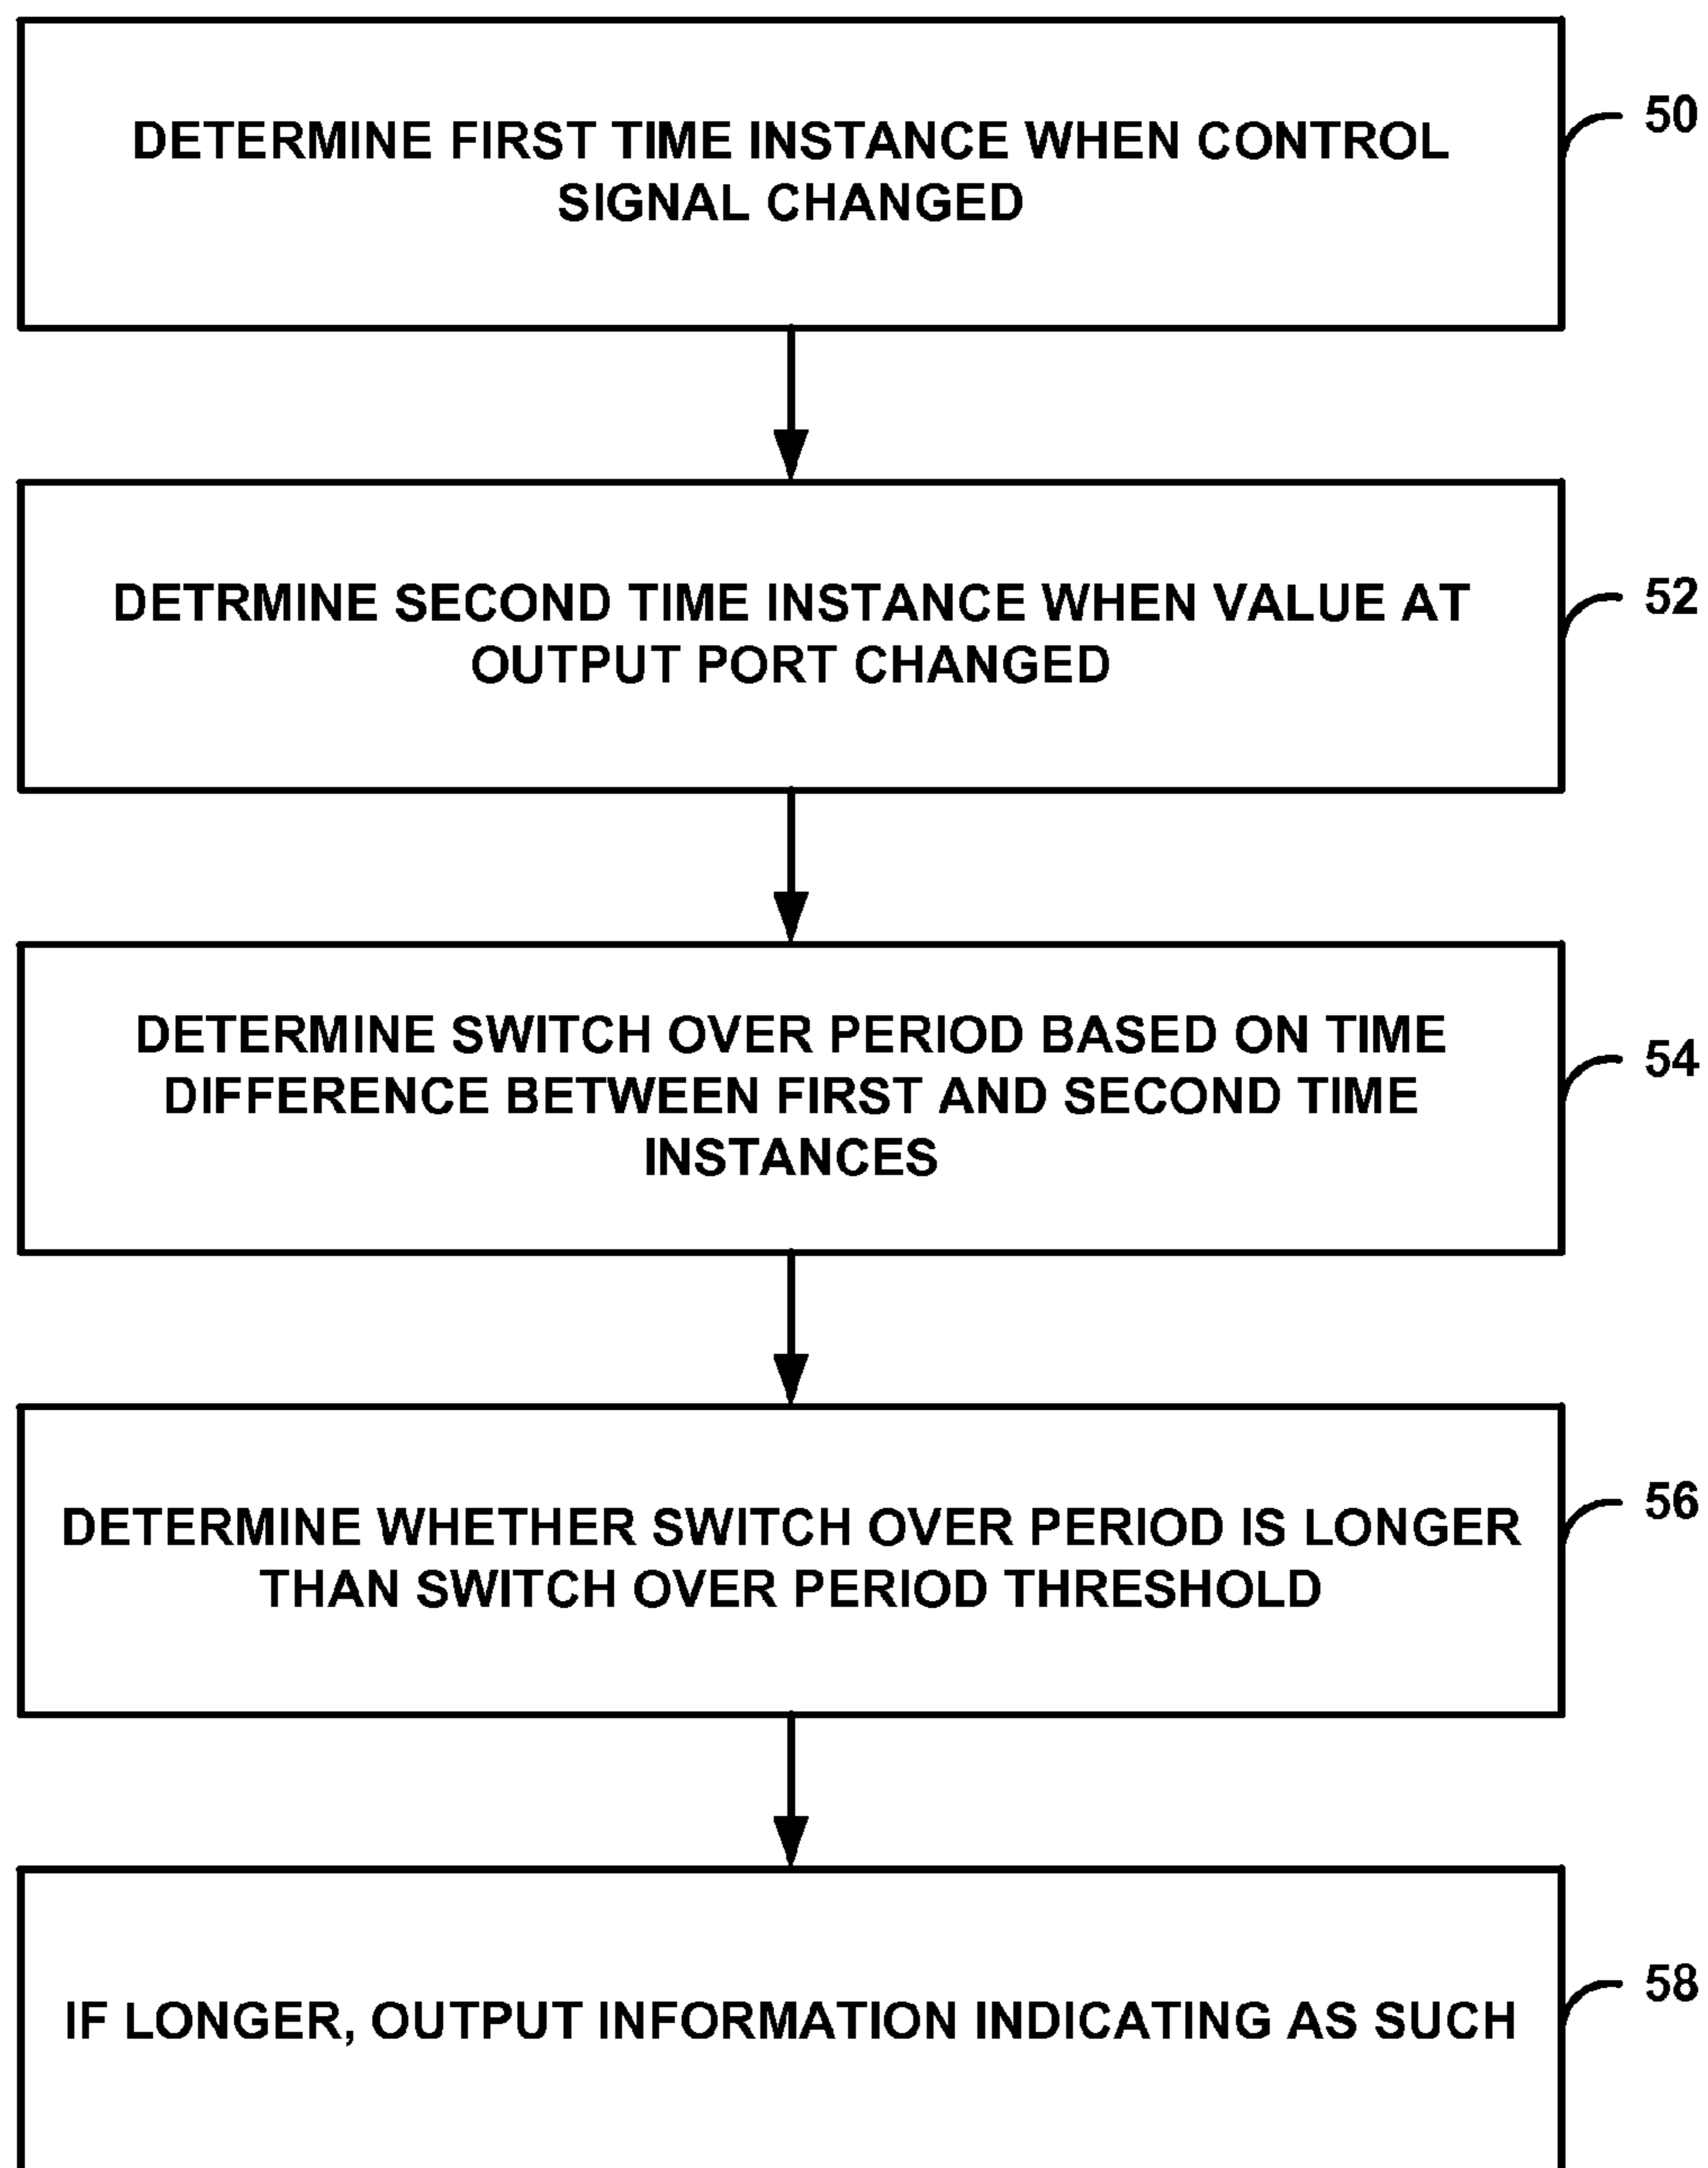 DETERMINE FIRST TIME INSTANCE WHEN CONTROL
SIGNAL CHANGED
50
DETRMINE SECOND TIME INSTANCE WHEN VALUE AT
OUTPUT PORT CHANGED
52
DETERMINE SWITCH OVER PERIOD BASED ON TIME
DIFFERENCE BETWEEN FIRST AND SECOND TIME
INSTANCES
54
DETERMINE WHETHER SWITCH OVER PERIOD IS LONGER
THAN SWITCH OVER PERIOD THRESHOLD
56
IF LONGER, OUTPUT INFORMATION INDICATING AS SUCH
58